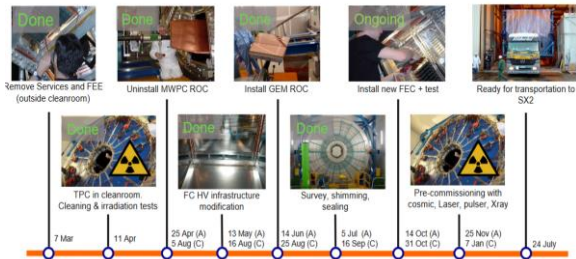 Done
Done
Done
Ongoing
Remove Services and FEE
(outside cleanroom)
Uninstall MWPC ROC
Install GEM ROC
Install new FEC + test
Ready for transportation to
SX2
Done
Done
Done
TPC in cleanroom.
Cleaning & irradiation tests
FC HV infrastructure
modification
Survey, shimming,
sealing
Pre-commissioning with
cosmic, Laser, pulser, Xray
7 Mar
11 Apr
25 Apr (A)
5 Aug (C)
13 May (A)
16 Aug (C)
14 Jun (A)
25 Aug (C)
5 Jul (A)
16 Sep (C)
14 Oct (A)
31 Oct (C)
25 Nov (A)
7 Jan (C)
24 July